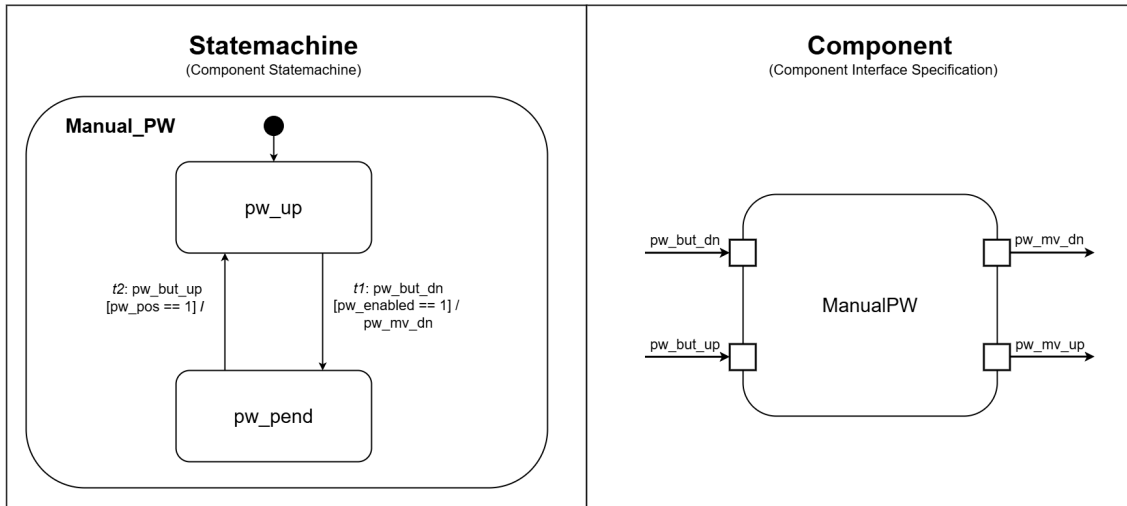 Statemachine
(Component Statemachine)
Manual_PW
pw_up
t2: pw_but_up
[pw_pos == 1] /
t1: pw_but_dn
[pw_enabled == 1] /
pw_mv_dn
pw_pend
Component
(Component Interface Specification)
pw_but_dn
pw_mv_dn
ManualPW
pw_but_up
pw_mv_up